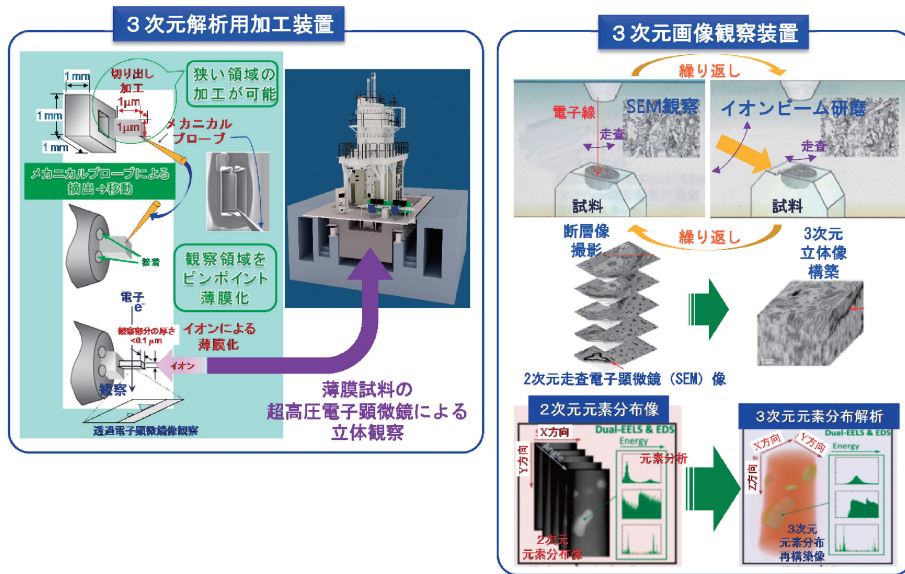 ３次元解析用加工装置
1 mm
切り出し
加工
1μm
1 mm
1μm
1 mm
狭い領域の
加工が可能
メカニカル
プローブ
メカニカルプローブによる
摘出→移動
観察領域を
ピンポイント
薄膜化
電子
e-
観察部分の厚さ
<0.1 μm
イオンによる
薄膜化
イオン
観察
透過電子顕微鏡像観察
薄膜試料の
超高圧電子顕微鏡による
立体観察
３次元画像観察装置
繰り返し
電子線
SEM観察
走査
試料
イオンビーム研磨
走査
試料
繰り返し
断層像
撮影
3次元
立体像
構築
2次元走査電子顕微鏡（SEM）像
2次元元素分布像
X方向
Y方向
Angle
Dual-EELS & EDS
Energy
元素分析
2次元
元素分布像
3次元元素分布解析
X方向
Y方向
Z方向
Dual-EELS & EDS
Energy
3次元
元素分布
再構築像